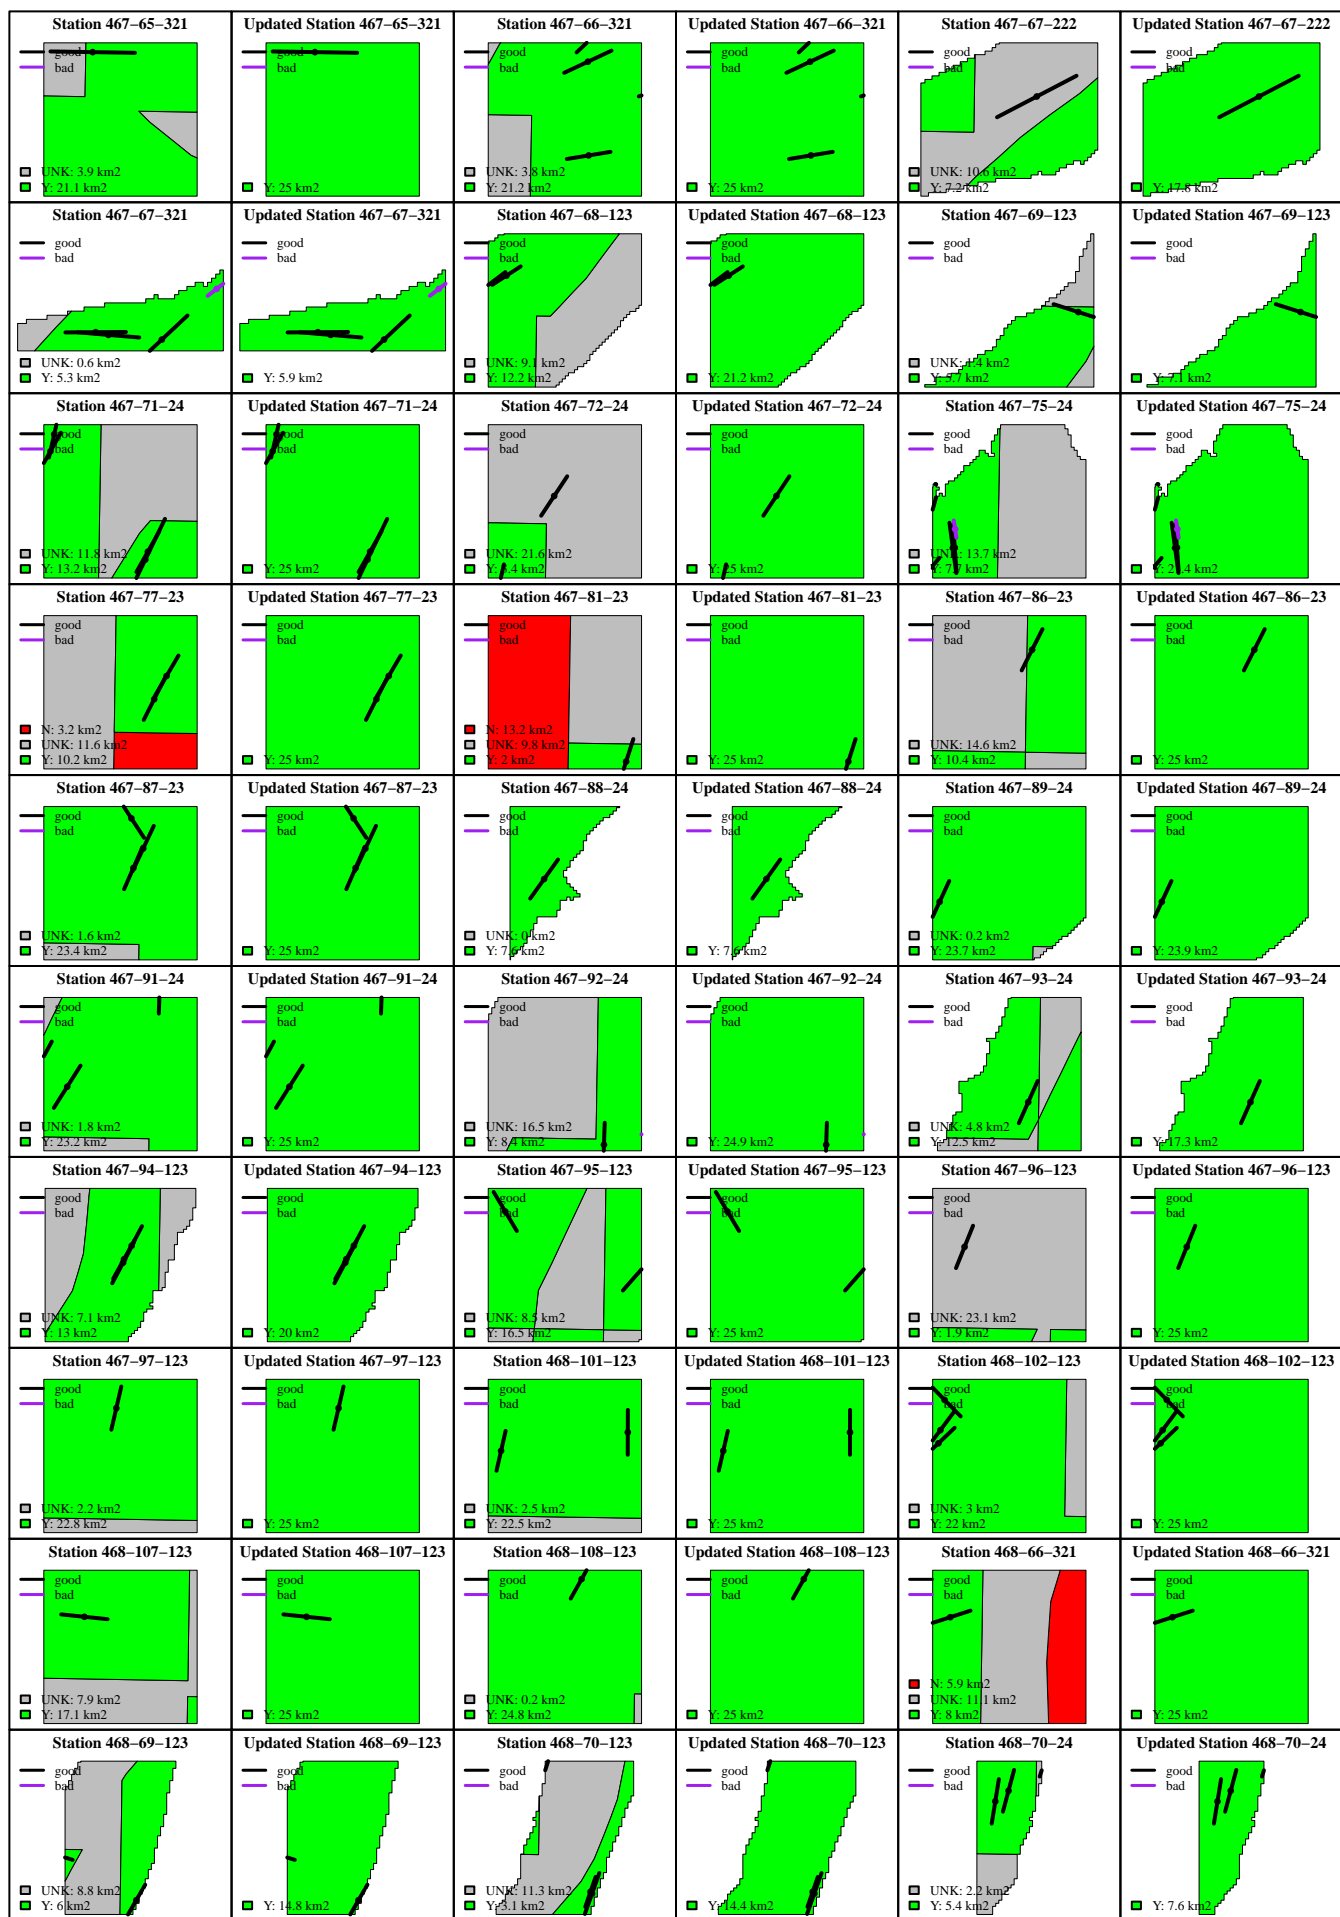 Station 467–65–321
good
bad
UNK: 3.9 km2
Y: 21.1 km2
Updated Station 467–65–321
good
bad
Y: 25 km2
Station 467–66–321
good
bad
UNK: 3.8 km2
Y: 21.2 km2
Updated Station 467–66–321
good
bad
Y: 25 km2
Station 467–67–222
good
bad
UNK: 10.6 km2
Y: 7.2 km2
Updated Station 467–67–222
good
bad
Y: 17.8 km2
Station 467–67–321
good
bad
UNK: 0.6 km2
Y: 5.3 km2
Updated Station 467–67–321
good
bad
Y: 5.9 km2
Station 467–68–123
good
bad
UNK: 9.1 km2
Y: 12.2 km2
Updated Station 467–68–123
good
bad
Y: 21.2 km2
Station 467–69–123
good
bad
UNK: 1.4 km2
Y: 5.7 km2
Updated Station 467–69–123
good
bad
Y: 7.1 km2
Station 467–71–24
good
bad
UNK: 11.8 km2
Y: 13.2 km2
Updated Station 467–71–24
good
bad
Y: 25 km2
Station 467–72–24
good
bad
UNK: 21.6 km2
Y: 3.4 km2
Updated Station 467–72–24
good
bad
Y: 25 km2
Station 467–75–24
good
bad
UNK: 13.7 km2
Y: 7.7 km2
Updated Station 467–75–24
good
bad
Y: 21.4 km2
Station 467–77–23
good
bad
N: 3.2 km2
UNK: 11.6 km2
Y: 10.2 km2
Updated Station 467–77–23
good
bad
Y: 25 km2
Station 467–81–23
good
bad
N: 13.2 km2
UNK: 9.8 km2
Y: 2 km2
Updated Station 467–81–23
good
bad
Y: 25 km2
Station 467–86–23
good
bad
UNK: 14.6 km2
Y: 10.4 km2
Updated Station 467–86–23
good
bad
Y: 25 km2
Station 467–87–23
good
bad
UNK: 1.6 km2
Y: 23.4 km2
Updated Station 467–87–23
good
bad
Y: 25 km2
Station 467–88–24
good
bad
UNK: 0 km2
Y: 7.6 km2
Updated Station 467–88–24
good
bad
Y: 7.6 km2
Station 467–89–24
good
bad
UNK: 0.2 km2
Y: 23.7 km2
Updated Station 467–89–24
good
bad
Y: 23.9 km2
Station 467–91–24
good
bad
UNK: 1.8 km2
Y: 23.2 km2
Updated Station 467–91–24
good
bad
Y: 25 km2
Station 467–92–24
good
bad
UNK: 16.5 km2
Y: 8.4 km2
Updated Station 467–92–24
good
bad
Y: 24.9 km2
Station 467–93–24
good
bad
UNK: 4.8 km2
Y: 12.5 km2
Updated Station 467–93–24
good
bad
Y: 17.3 km2
Station 467–94–123
good
bad
UNK: 7.1 km2
Y: 13 km2
Updated Station 467–94–123
good
bad
Y: 20 km2
Station 467–95–123
good
bad
UNK: 8.5 km2
Y: 16.5 km2
Updated Station 467–95–123
good
bad
Y: 25 km2
Station 467–96–123
good
bad
UNK: 23.1 km2
Y: 1.9 km2
Updated Station 467–96–123
good
bad
Y: 25 km2
Station 467–97–123
good
bad
UNK: 2.2 km2
Y: 22.8 km2
Updated Station 467–97–123
good
bad
Y: 25 km2
Station 468–101–123
good
bad
UNK: 2.5 km2
Y: 22.5 km2
Updated Station 468–101–123
good
bad
Y: 25 km2
Station 468–102–123
good
bad
UNK: 3 km2
Y: 22 km2
Updated Station 468–102–123
good
bad
Y: 25 km2
Station 468–107–123
good
bad
UNK: 7.9 km2
Y: 17.1 km2
Updated Station 468–107–123
good
bad
Y: 25 km2
Station 468–108–123
good
bad
UNK: 0.2 km2
Y: 24.8 km2
Updated Station 468–108–123
good
bad
Y: 25 km2
Station 468–66–321
good
bad
N: 5.9 km2
UNK: 11.1 km2
Y: 8 km2
Updated Station 468–66–321
good
bad
Y: 25 km2
Station 468–69–123
good
bad
UNK: 8.8 km2
Y: 6 km2
Updated Station 468–69–123
good
bad
Y: 14.8 km2
Station 468–70–123
good
bad
UNK: 11.3 km2
Y: 3.1 km2
Updated Station 468–70–123
good
bad
Y: 14.4 km2
Station 468–70–24
good
bad
UNK: 2.2 km2
Y: 5.4 km2
Updated Station 468–70–24
good
bad
Y: 7.6 km2